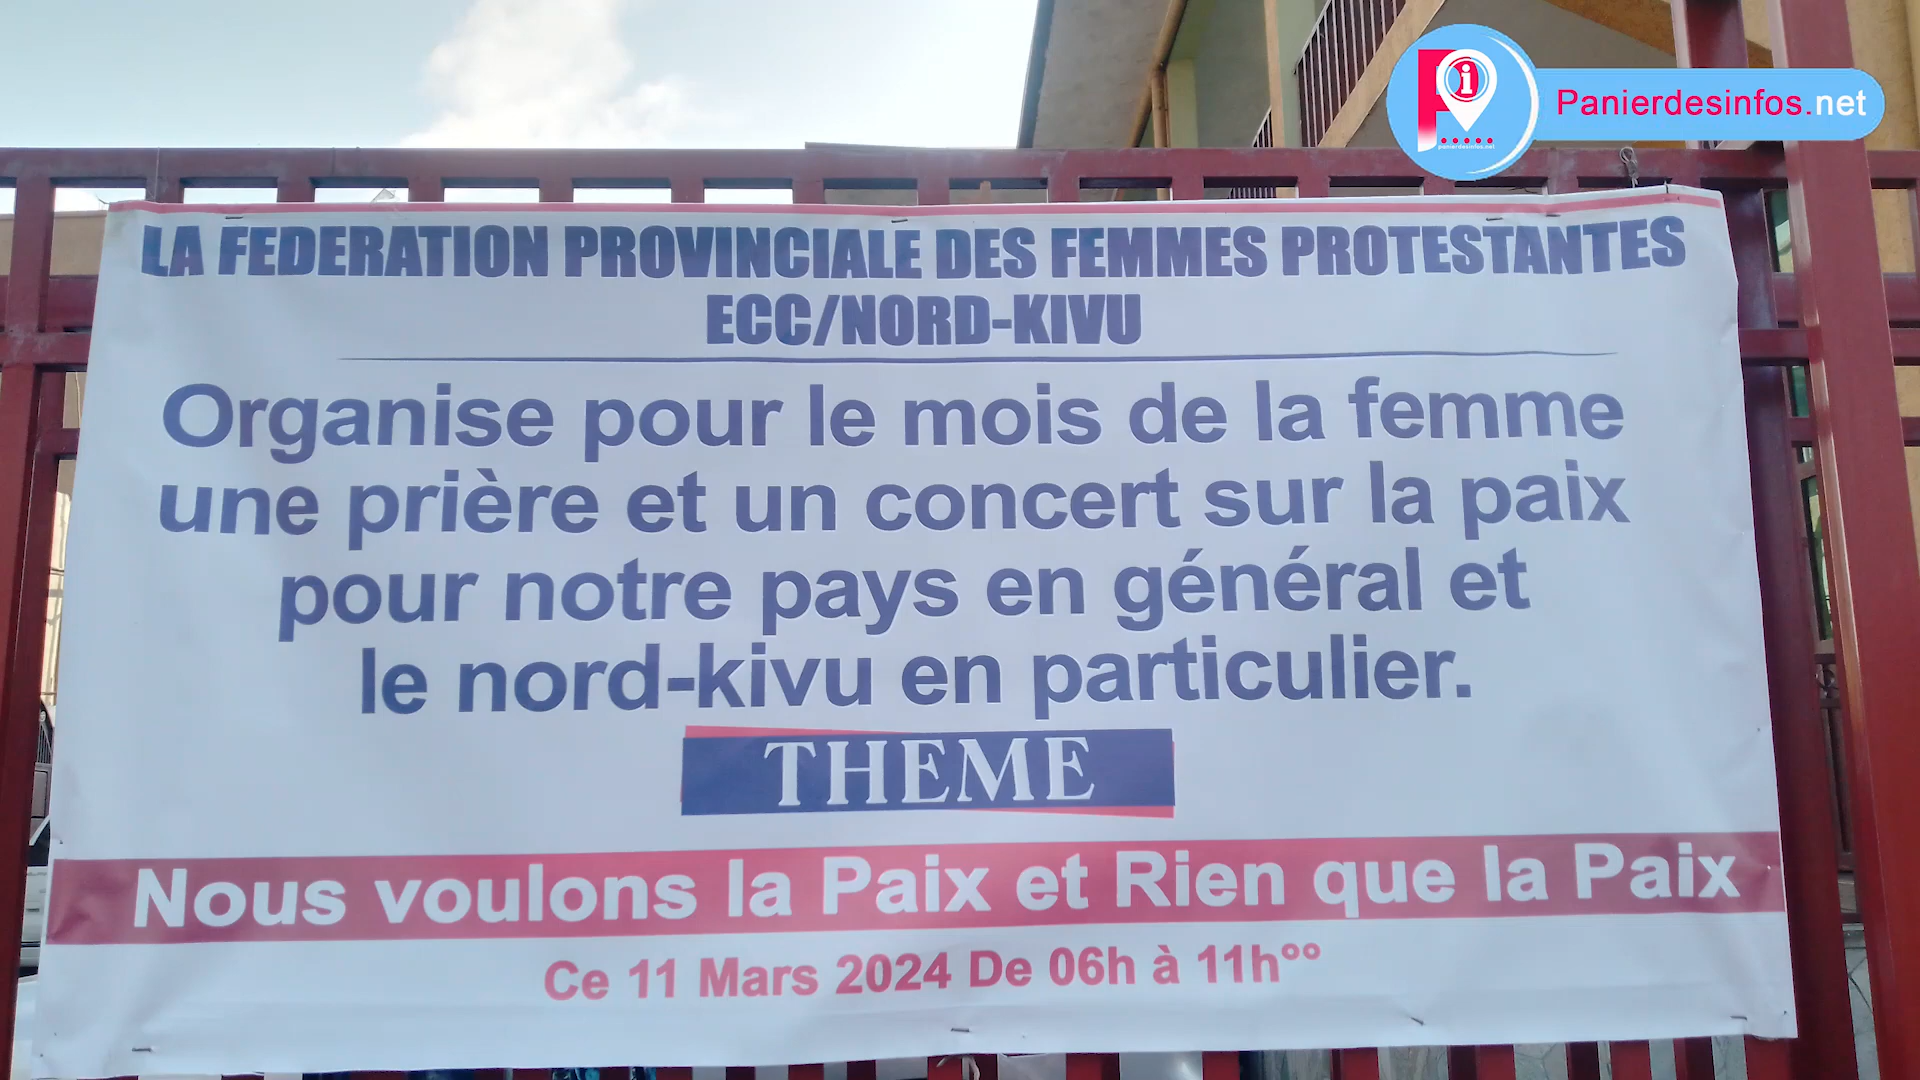 Panierdesinfos.net
panierdesinfos.net
LA FEDERATION PROVINCIALE DES FEMMES PROTESTANTES
ECC/NORD-KIVU
Organise pour le mois de la femme
une prière et un concert sur la paix
pour notre pays en général et
le nord-kivu en particulier.
THEME
Nous voulons la Paix et Rien que la Paix
Ce 11 Mars 2024 De 06h à 11h°°